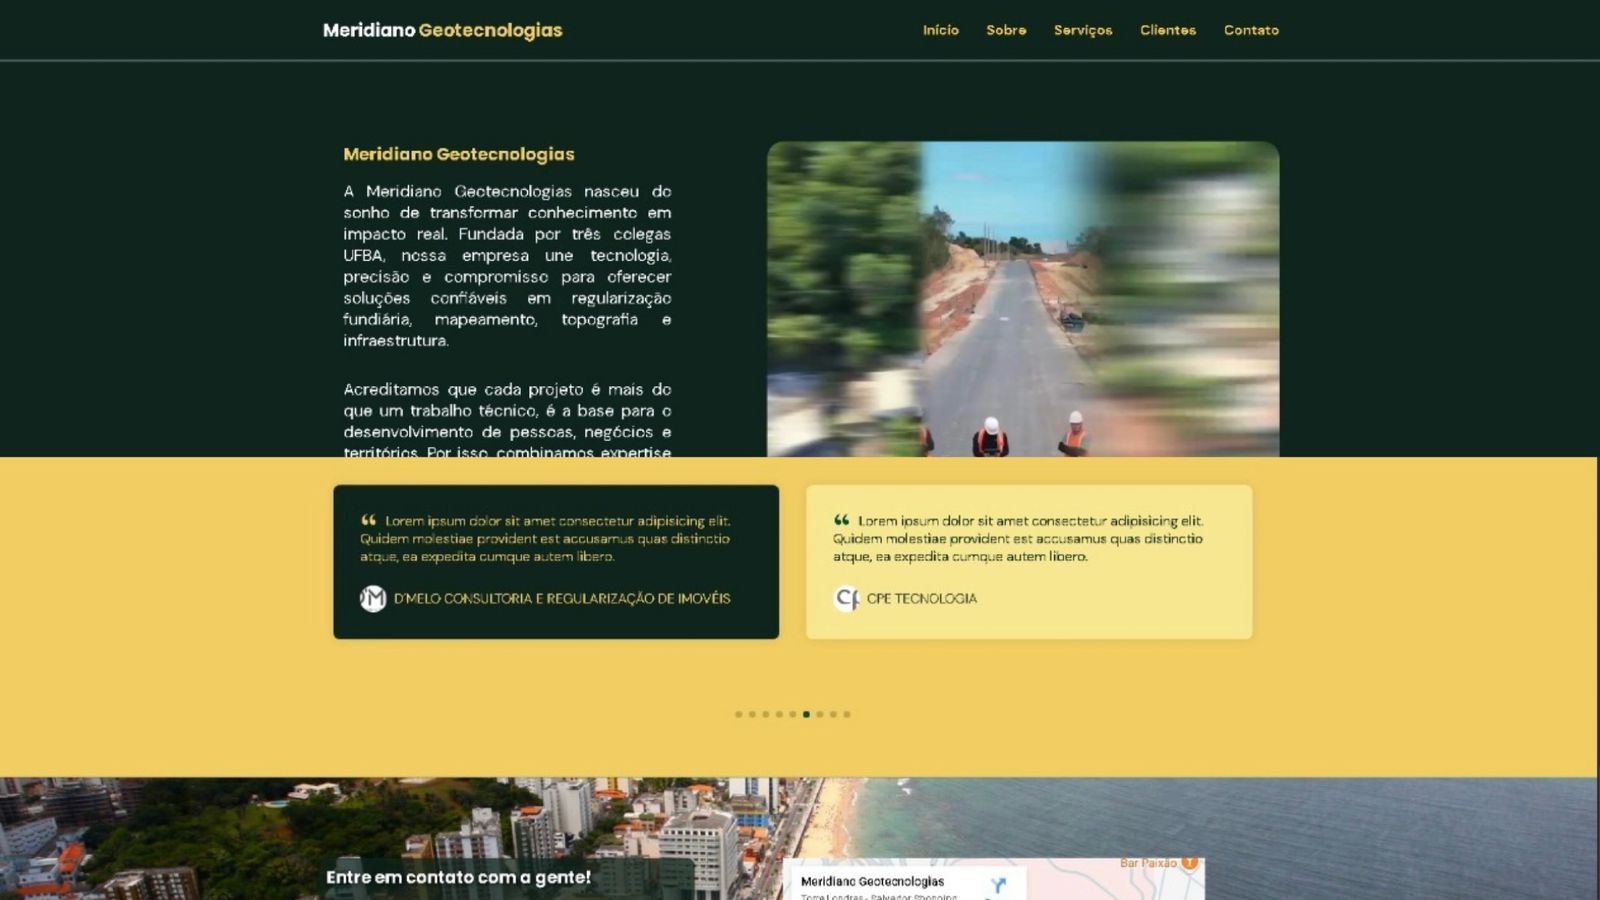 Meridiano Geotecnologias
Início Sobre Serviços Clientes Contato
Meridiano Geotecnologias
A Meridiano Geotecnologias nasceu do
sonho de transformar conhecimento em
impacto real. Fundada por três colegas
UFBA, nossa empresa une tecnologia,
precisão e compromisso para oferecer
soluções confiáveis em regularização
fundiária, mapeamento, topografia e
infraestrutura.
Acreditamos que cada projeto é mais do
que um trabalho técnico, é a base para o
desenvolvimento de pessoas, negócios e
territórios. Por isso, combinamos expertise
“ Lorem ipsum dolor sit amet consectetur adipisicing elit.
Quidem molestiae provident est accusamus quas distinctio
atque, ea expedita cumque autem libero.
D'MELO CONSULTORIA E REGULARIZAÇÃO DE IMOVÉIS
“ Lorem ipsum dolor sit amet consectetur adipisicing elit.
Quidem molestiae provident est accusamus quas distinctio
atque, ea expedita cumque autem libero.
CPE TECNOLOGIA
Entre em contato com a gente!
Bar Paixão
Meridiano Geotecnologias
Torre Londres - Salvador Shopping